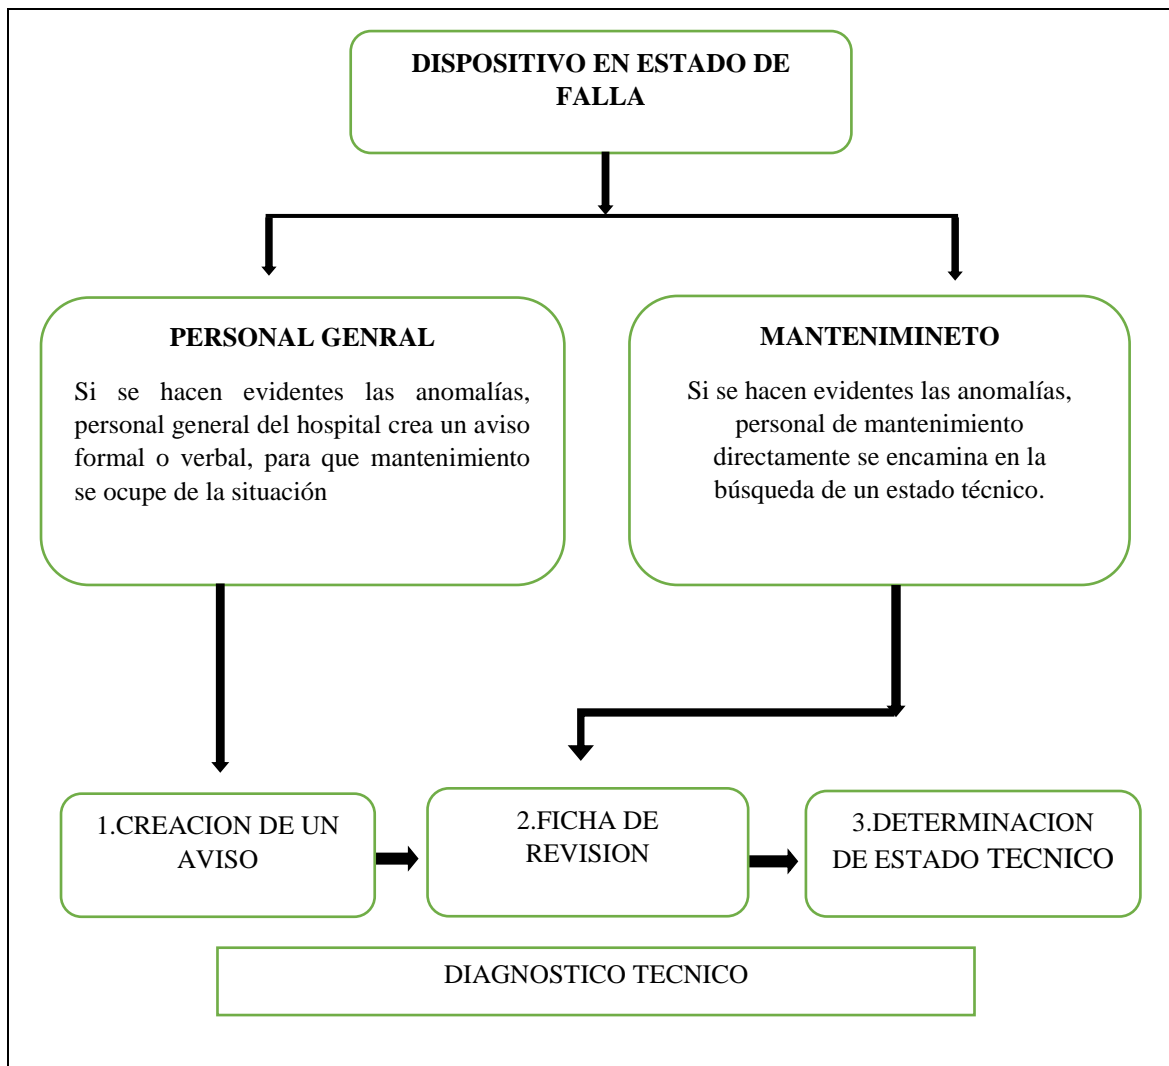 DISPOSITIVO EN ESTADO DE
FALLA
PERSONAL GENRAL
Si se hacen evidentes las anomalías,
personal general del hospital crea un aviso
formal o verbal, para que mantenimiento
se ocupe de la situación
MANTENIMINETO
Si se hacen evidentes las anomalías,
personal de mantenimiento
directamente se encamina en la
búsqueda de un estado técnico.
1.CREACION DE UN
AVISO
2.FICHA DE
REVISION
3.DETERMINACION
DE ESTADO TECNICO
DIAGNOSTICO TECNICO